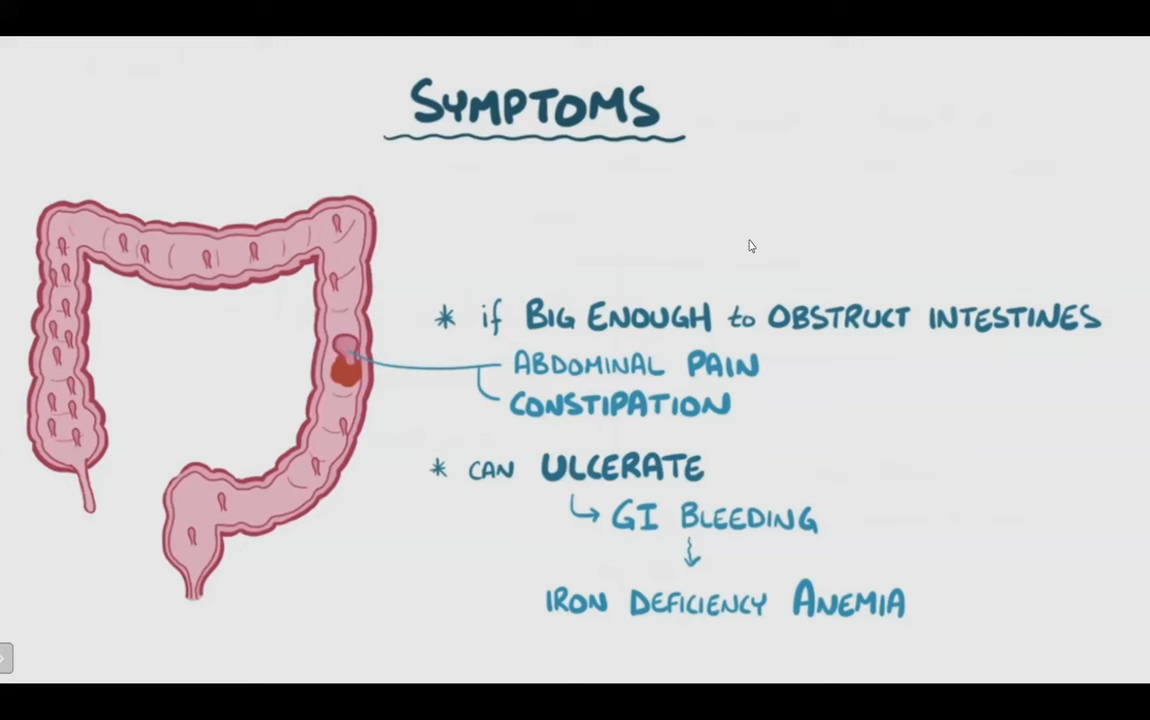 SYMPTOMS
* if BIG ENOUGH to OBSTRUCT INTESTINES
ABDOMINAL PAIN
CONSTIPATION
* CAN ULCERATE
↳ GI BLEEDING
↓
IRON DEFICIENCY ANEMIA